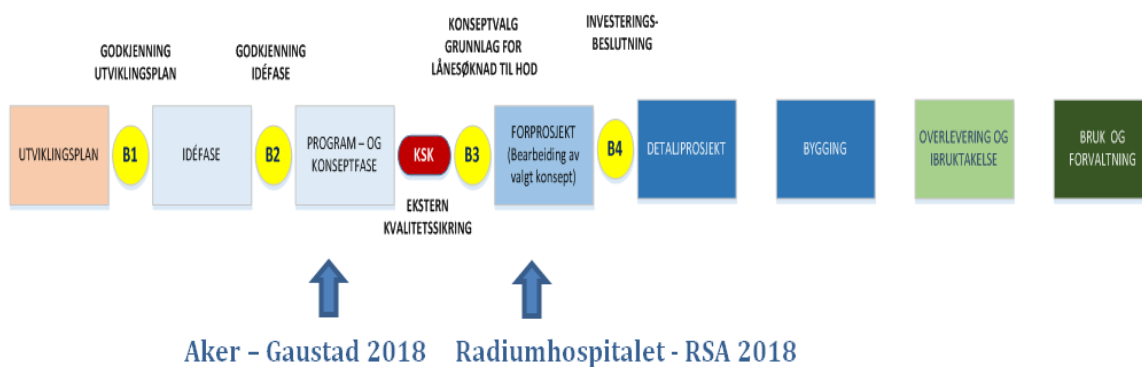 GODKJENNING
UTVIKLINGSPLAN
GODKJENNING
IDÉFASE
KONSEPTVALG
GRUNNLAG FOR
LÅNESØKNAD TIL HOD
INVESTERINGS-
BESLUTNING
UTVIKLINGSPLAN
B1
IDÉFASE
B2
PROGRAM – OG
KONSEPTFASE
KSK
B3
FORPROSJEKT
(Bearbeiding av
valgt konsept)
B4
DETALJPROSJEKT
BYGGING
OVERLEVERING OG
IBRUKTAKELSE
BRUK OG
FORVALTNING
EKSTERN
KVALITETSSIKRING
Aker – Gaustad 2018
Radiumhospitalet - RSA 2018